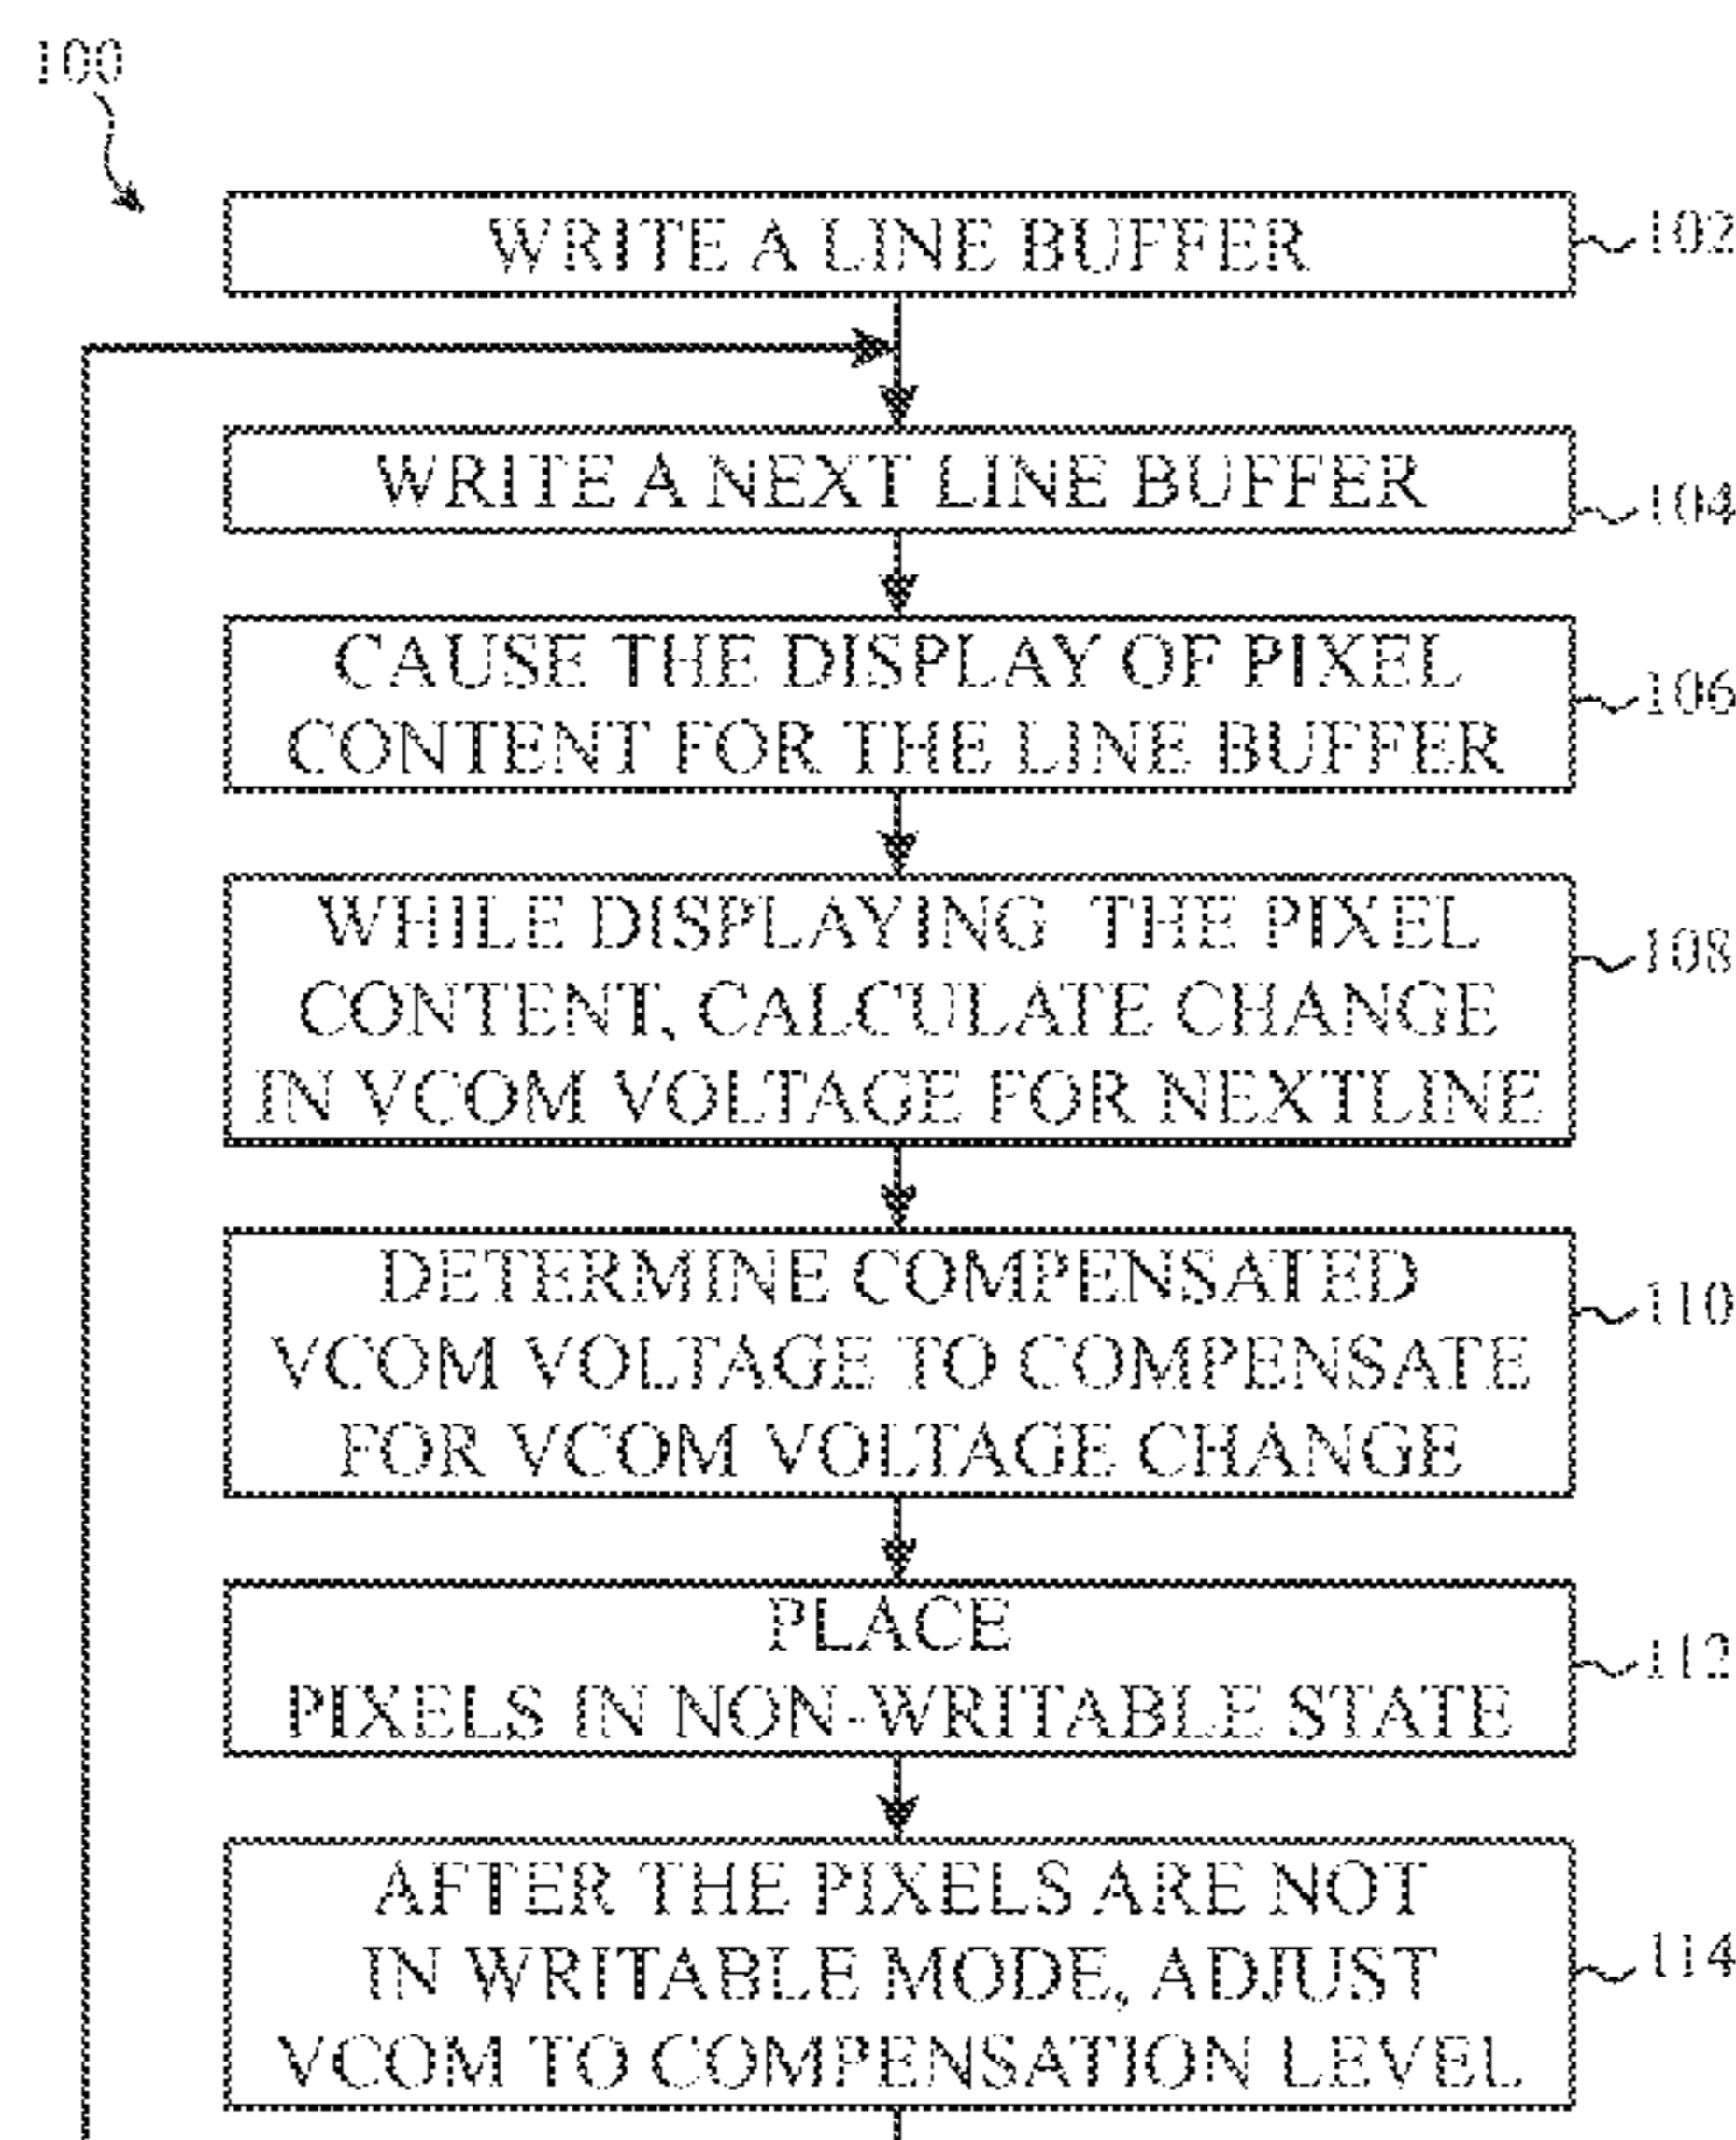 100
WRITE A LINE BUFFER
102
WRITE A NEXT LINE BUFFER
104
CAUSE THE DISPLAY OF PIXEL
CONTENT FOR THE LINE BUFFER
106
WHILE DISPLAYING THE PIXEL
CONTENT, CALCULATE CHANGE
IN VCOM VOLTAGE FOR NEXTLINE
108
DETERMINE COMPENSATED
VCOM VOLTAGE TO COMPENSATE
FOR VCOM VOLTAGE CHANGE
110
PLACE
PIXELS IN NON-WRITABLE STATE
112
AFTER THE PIXELS ARE NOT
IN WRITABLE MODE, ADJUST
VCOM TO COMPENSATION LEVEL
114